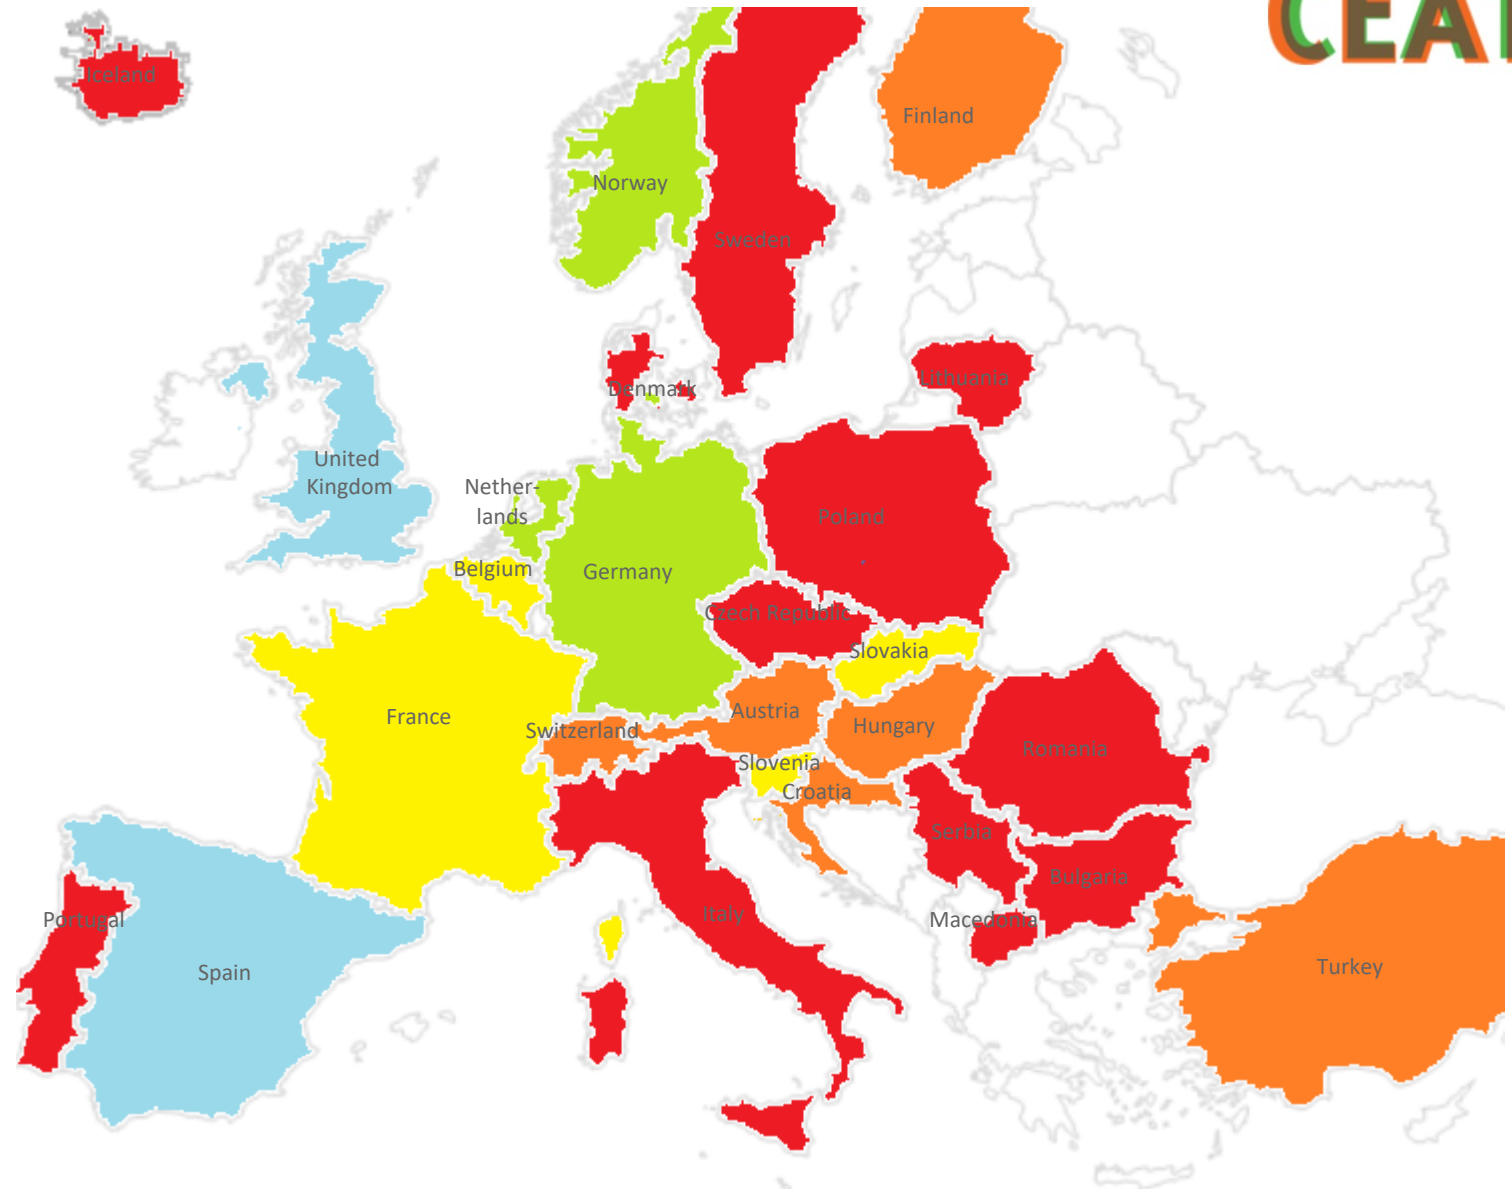 CEA
Iceland
Finland
Norway
Sweden
Denmark
Lithuania
United
Kingdom
Nether-
lands
Poland
Belgium
Germany
Czech Republic
Slovakia
France
Austria
Switzerland
Hungary
Romania
Slovenia
Croatia
Serbia
Bulgaria
Italy
Portugal
Macedonia
Spain
Turkey